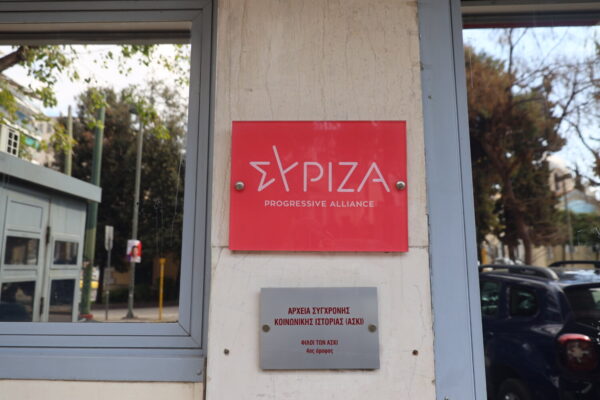 ΣΥΡΙΖΑ
PROGRESSIVE ALLIANCE
ΑΡΧΕΙΑ ΣΥΓΧΡΟΝΗΣ
ΚΟΙΝΩΝΙΚΗΣ ΙΣΤΟΡΙΑΣ (ΑΣΚΙ)
ΦΙΛΟΙ ΤΩΝ ΑΣΚΙ
4ος όροφος